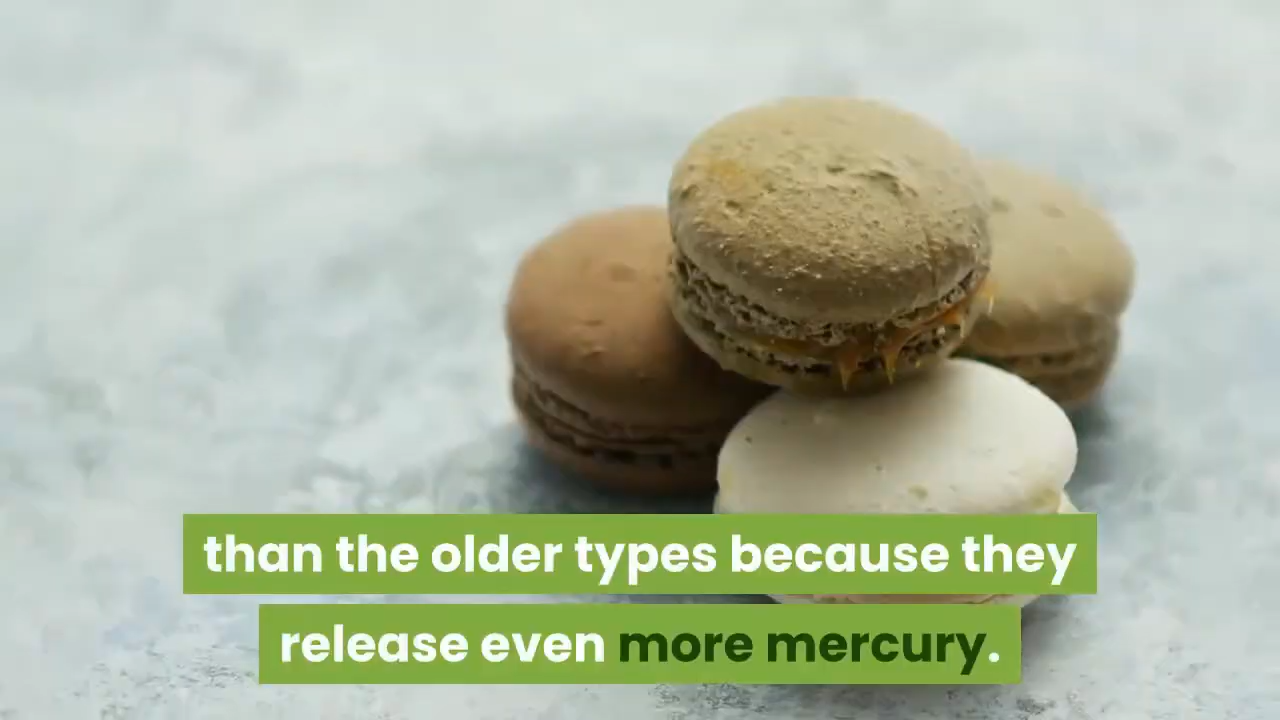 than the older types because they
release even more mercury.